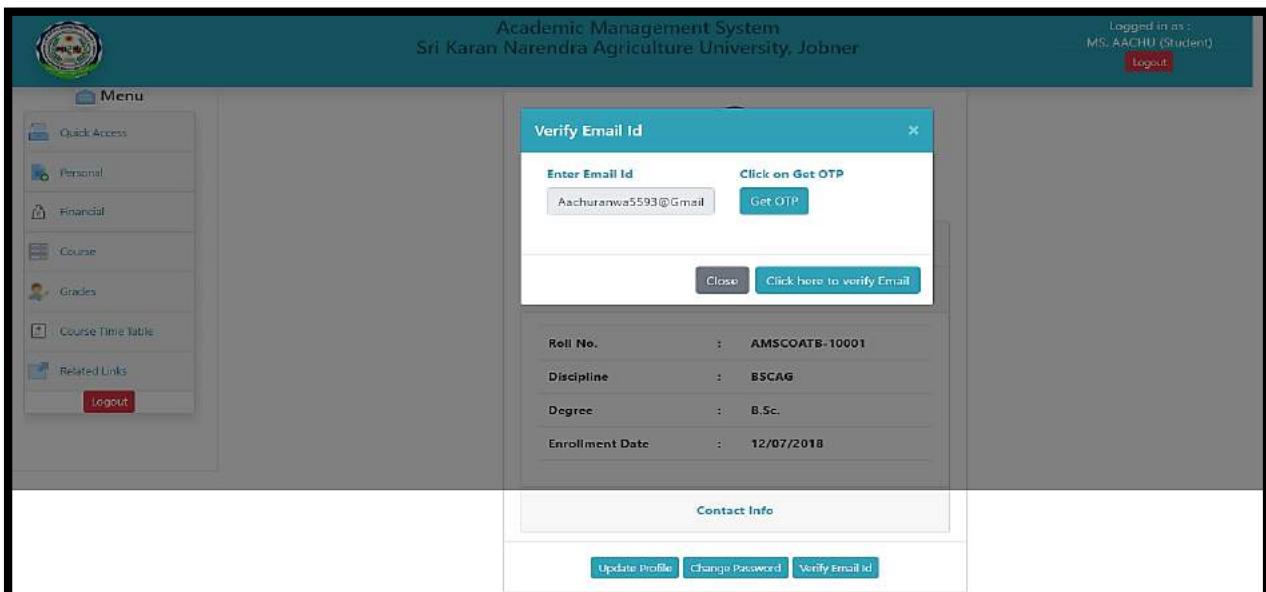 Academic Management System
Sri Karan Narendra Agriculture University, Jobner
Logged in as :
MS. AACHU (Student)
Logout
Menu
Quick Access
Personal
Financial
Course
Grades
Course Time Table
Related Links
Logout
Verify Email Id ×
Enter Email Id Click on Get OTP
Aachuranwa5593@Gmail Get OTP
Close Click here to verify Email
Roll No. : AMSCOATB-10001
Discipline : BSCAG
Degree : B.Sc.
Enrollment Date : 12/07/2018
Contact Info
Update Profile Change Password Verify Email Id